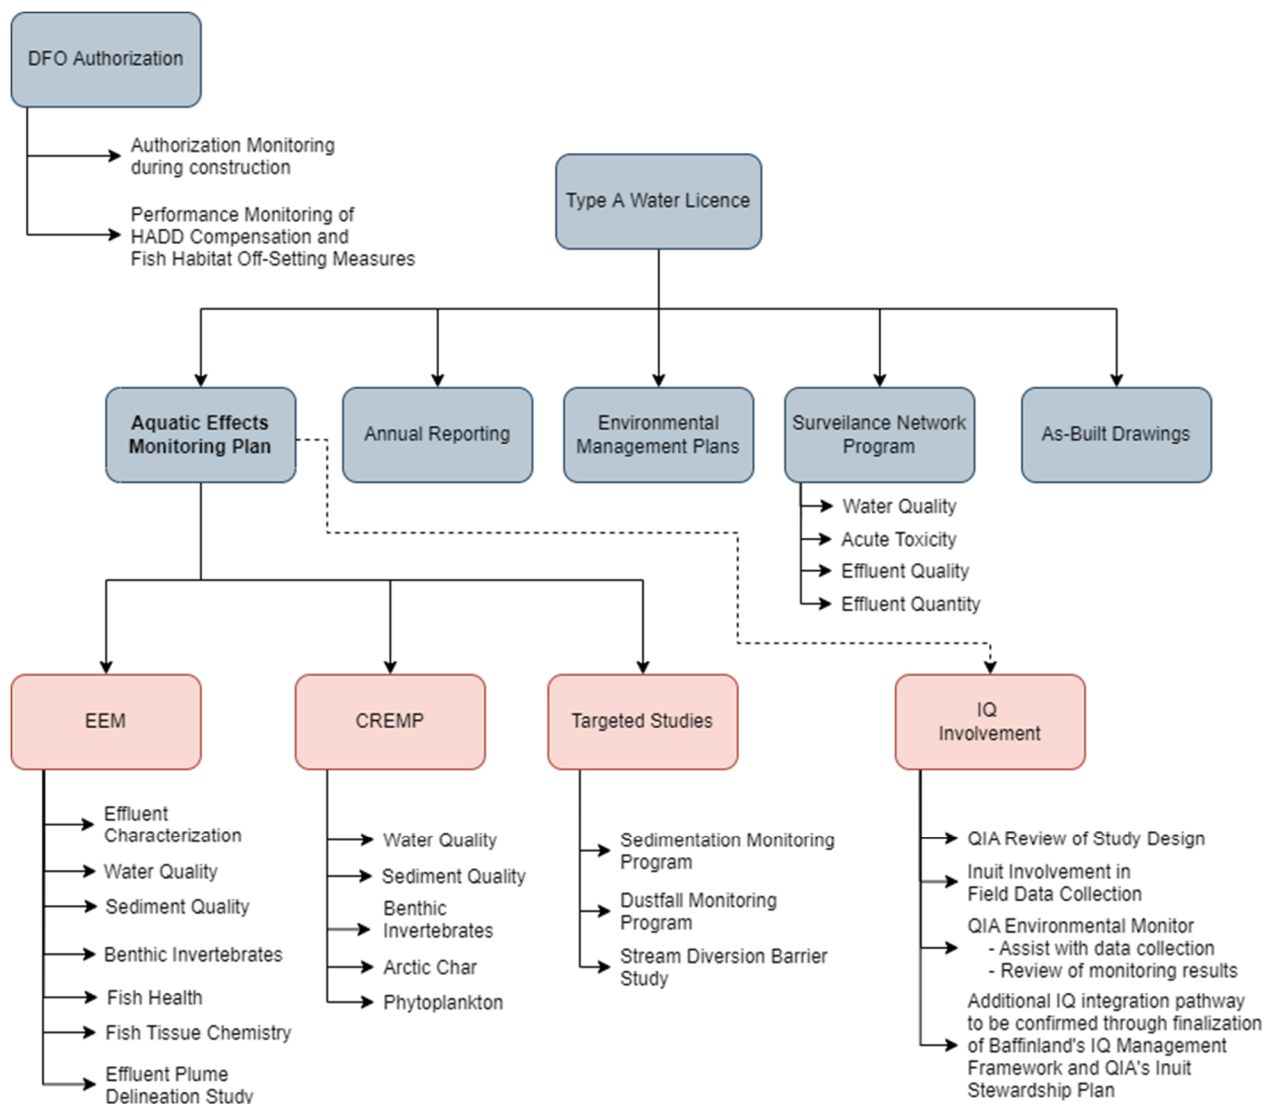 DFO Authorization
Authorization Monitoring
during construction
Performance Monitoring of
HADD Compensation and
Fish Habitat Off-Setting Measures
Type A Water Licence
Aquatic Effects
Monitoring Plan
Annual Reporting
Environmental
Management Plans
Surveilance Network
Program
As-Built Drawings
Water Quality
Acute Toxicity
Effluent Quality
Effluent Quantity
EEM
Effluent
Characterization
Water Quality
Sediment Quality
Benthic Invertebrates
Fish Health
Fish Tissue Chemistry
Effluent Plume
Delineation Study
CREMP
Water Quality
Sediment Quality
Benthic
Invertebrates
Arctic Char
Phytoplankton
Targeted Studies
Sedimentation Monitoring
Program
Dustfall Monitoring
Program
Stream Diversion Barrier
Study
IQ
Involvement
QIA Review of Study Design
Inuit Involvement in
Field Data Collection
QIA Environmental Monitor
- Assist with data collection
- Review of monitoring results
Additional IQ integration pathway
to be confirmed through finalization
of Baffinland's IQ Management
Framework and QIA's Inuit
Stewardship Plan